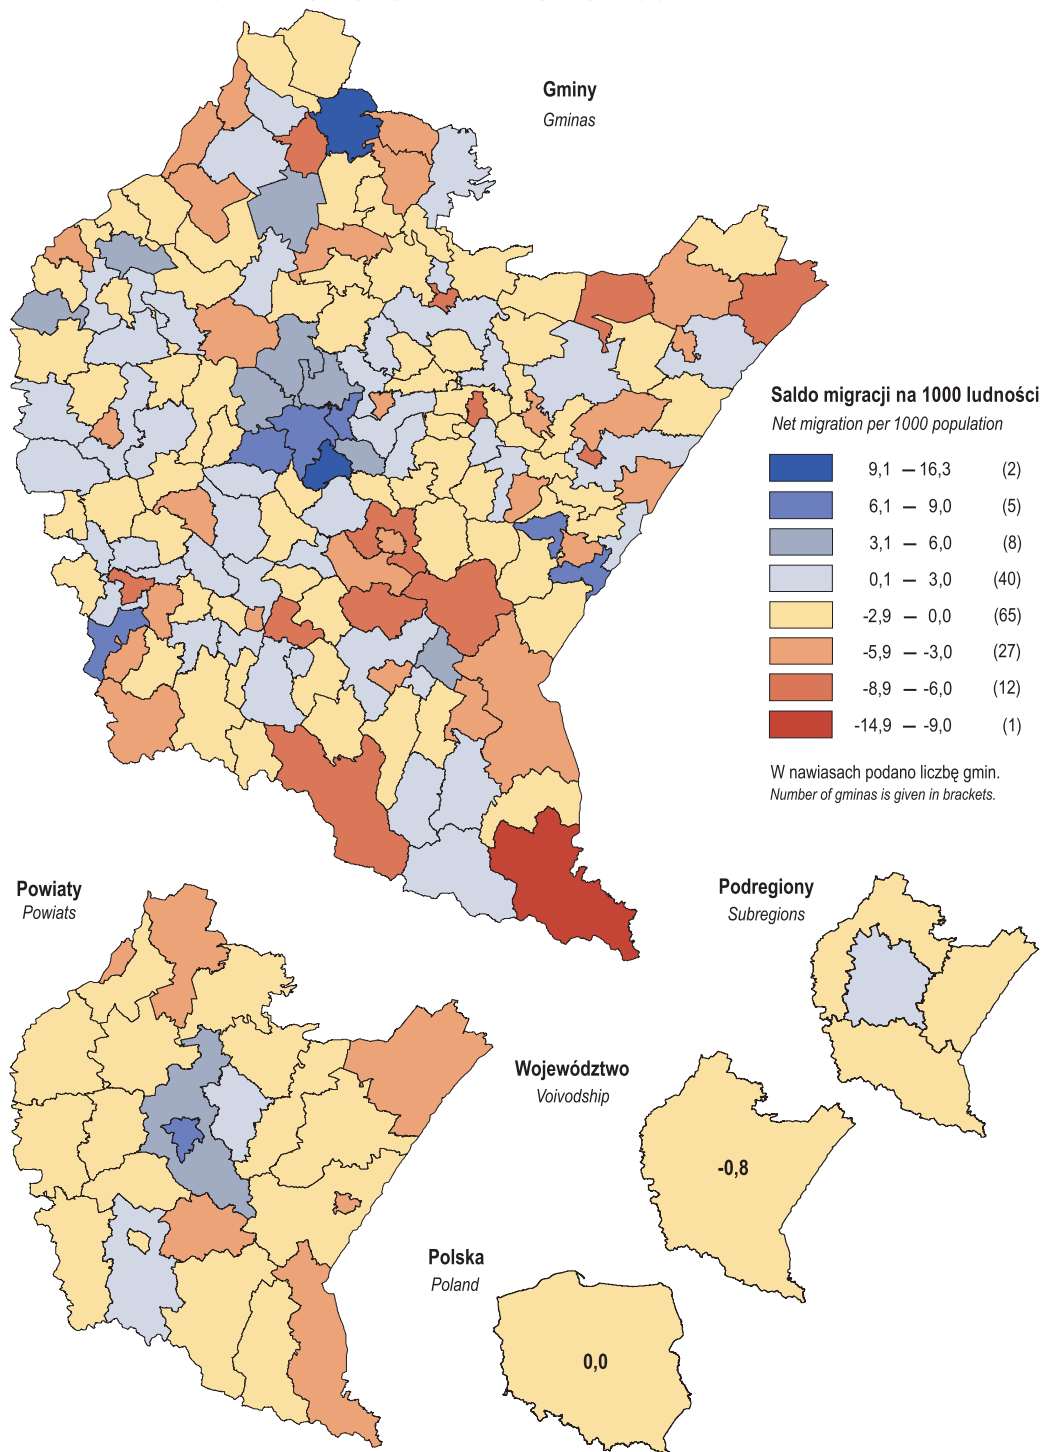 Gminy
Gminas
Saldo migracji na 1000 ludności
Net migration per 1000 population
9,1 – 16,3 (2)
6,1 – 9,0 (5)
3,1 – 6,0 (8)
0,1 – 3,0 (40)
-2,9 – 0,0 (65)
-5,9 – -3,0 (27)
-8,9 – -6,0 (12)
-14,9 – -9,0 (1)
W nawiasach podano liczbę gmin.
Number of gminas is given in brackets.
Powiaty
Powiats
Podregiony
Subregions
Województwo
Voivodship
-0,8
Polska
Poland
0,0